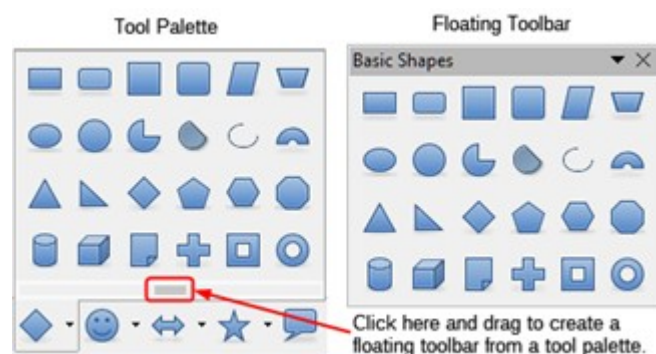 Tool Palette
Floating Toolbar
Basic Shapes
Click here and drag to create a
floating toolbar from a tool palette.